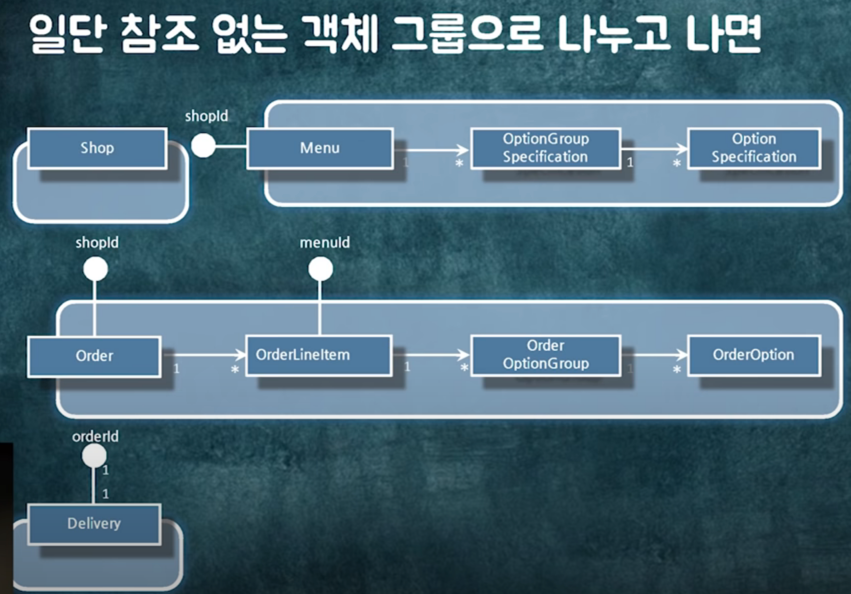 일단 참조 없는 객체 그룹으로 나누고 나면
shopId
Shop
Menu
1
*
OptionGroup
Specification
1
*
Option
Specification
shopId
menuId
Order
1
*
OrderLineItem
1
*
Order
OptionGroup
1
*
OrderOption
orderId
1
1
Delivery